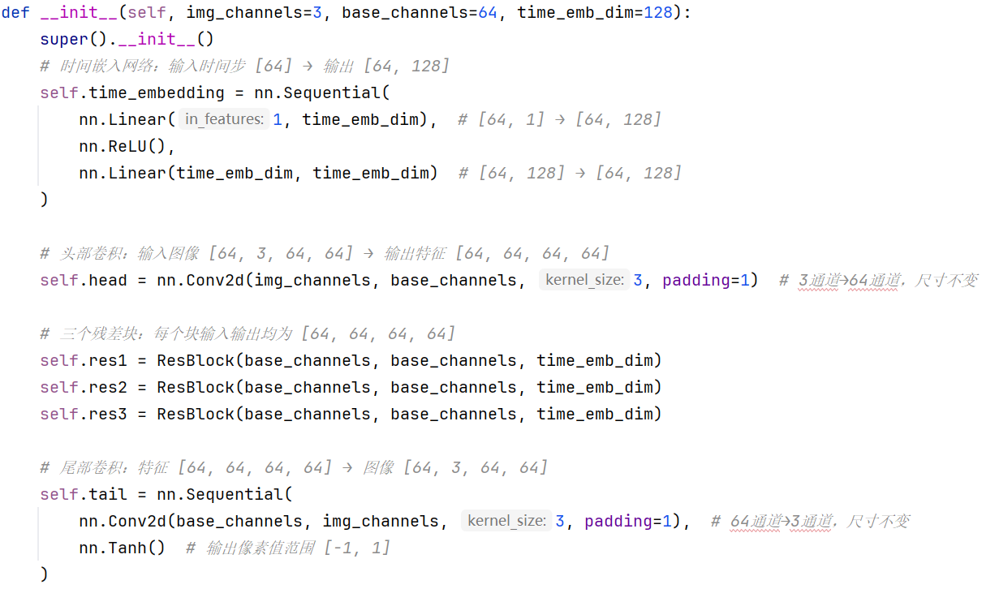 def __init__(self, img_channels=3, base_channels=64, time_emb_dim=128):
    super().__init__()
    # 时间嵌入网络：输入时间步 [64] → 输出 [64, 128]
    self.time_embedding = nn.Sequential(
        nn.Linear( in_features: 1, time_emb_dim),  # [64, 1] → [64, 128]
        nn.ReLU(),
        nn.Linear(time_emb_dim, time_emb_dim)  # [64, 128] → [64, 128]
    )
    # 头部卷积：输入图像 [64, 3, 64, 64] → 输出特征 [64, 64, 64, 64]
    self.head = nn.Conv2d(img_channels, base_channels, kernel_size: 3, padding=1)  # 3通道→64通道，尺寸不变
    # 三个残差块：每个块输入输出均为 [64, 64, 64, 64]
    self.res1 = ResBlock(base_channels, base_channels, time_emb_dim)
    self.res2 = ResBlock(base_channels, base_channels, time_emb_dim)
    self.res3 = ResBlock(base_channels, base_channels, time_emb_dim)
    # 尾部卷积：特征 [64, 64, 64, 64] → 图像 [64, 3, 64, 64]
    self.tail = nn.Sequential(
        nn.Conv2d(base_channels, img_channels, kernel_size: 3, padding=1),  # 64通道→3通道，尺寸不变
        nn.Tanh()  # 输出像素值范围 [-1, 1]
    )